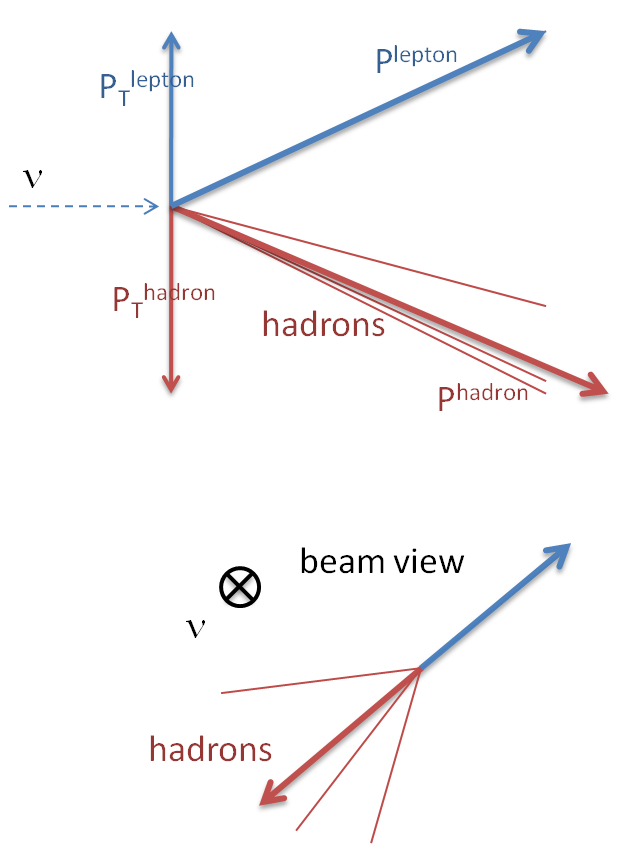 P_T^lepton
P^lepton
ν
P_T^hadron
hadrons
P^hadron
beam view
ν
hadrons